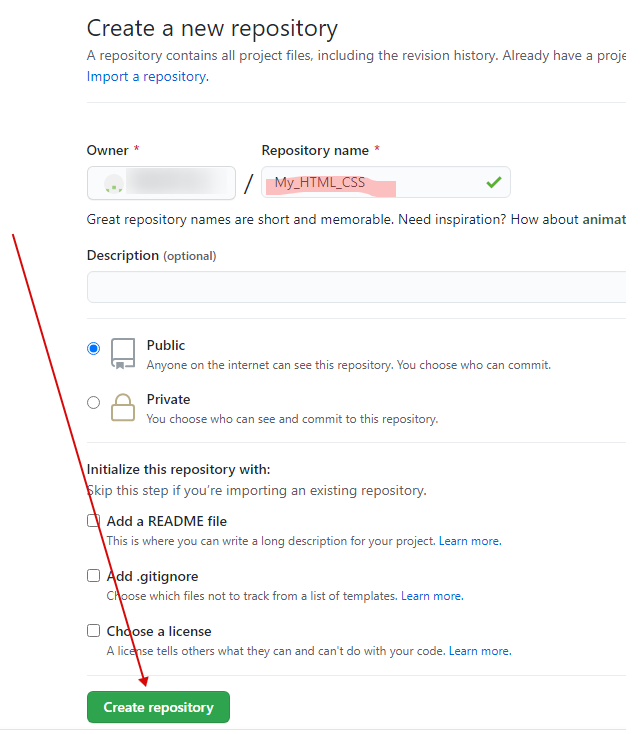 Create a new repository
A repository contains all project files, including the revision history. Already have a proje
Import a repository.
Owner *
Repository name *
/
My_HTML_CSS
Great repository names are short and memorable. Need inspiration? How about animat
Description (optional)
Public
Anyone on the internet can see this repository. You choose who can commit.
Private
You choose who can see and commit to this repository.
Initialize this repository with:
Skip this step if you're importing an existing repository.
Add a README file
This is where you can write a long description for your project. Learn more.
Add .gitignore
Choose which files not to track from a list of templates. Learn more.
Choose a license
A license tells others what they can and can't do with your code. Learn more.
Create repository